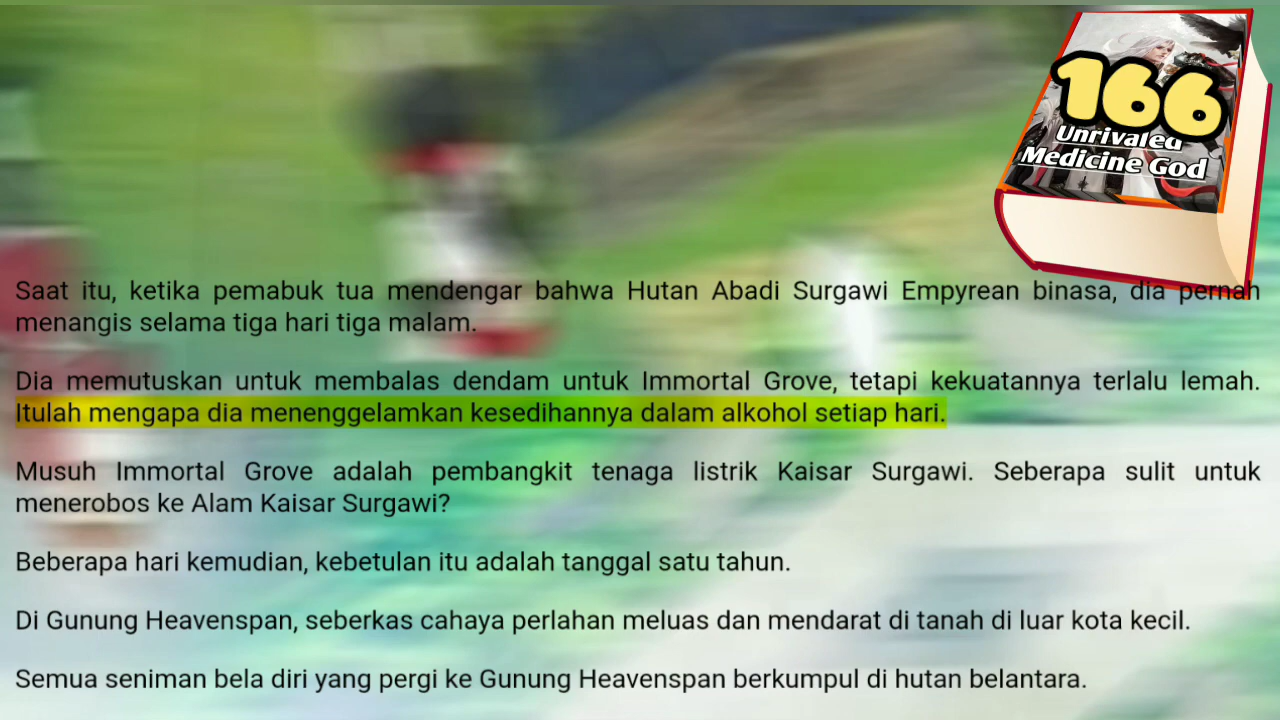 166
Unrivaled
Medicine God
Saat itu, ketika pemabuk tua mendengar bahwa Hutan Abadi Surgawi Empyrean binasa, dia pernah
menangis selama tiga hari tiga malam.
Dia memutuskan untuk membalas dendam untuk Immortal Grove, tetapi kekuatannya terlalu lemah.
Itulah mengapa dia menenggelamkan kesedihannya dalam alkohol setiap hari.
Musuh Immortal Grove adalah pembangkit tenaga listrik Kaisar Surgawi. Seberapa sulit untuk
menerobos ke Alam Kaisar Surgawi?
Beberapa hari kemudian, kebetulan itu adalah tanggal satu tahun.
Di Gunung Heavenspan, seberkas cahaya perlahan meluas dan mendarat di tanah di luar kota kecil.
Semua seniman bela diri yang pergi ke Gunung Heavenspan berkumpul di hutan belantara.